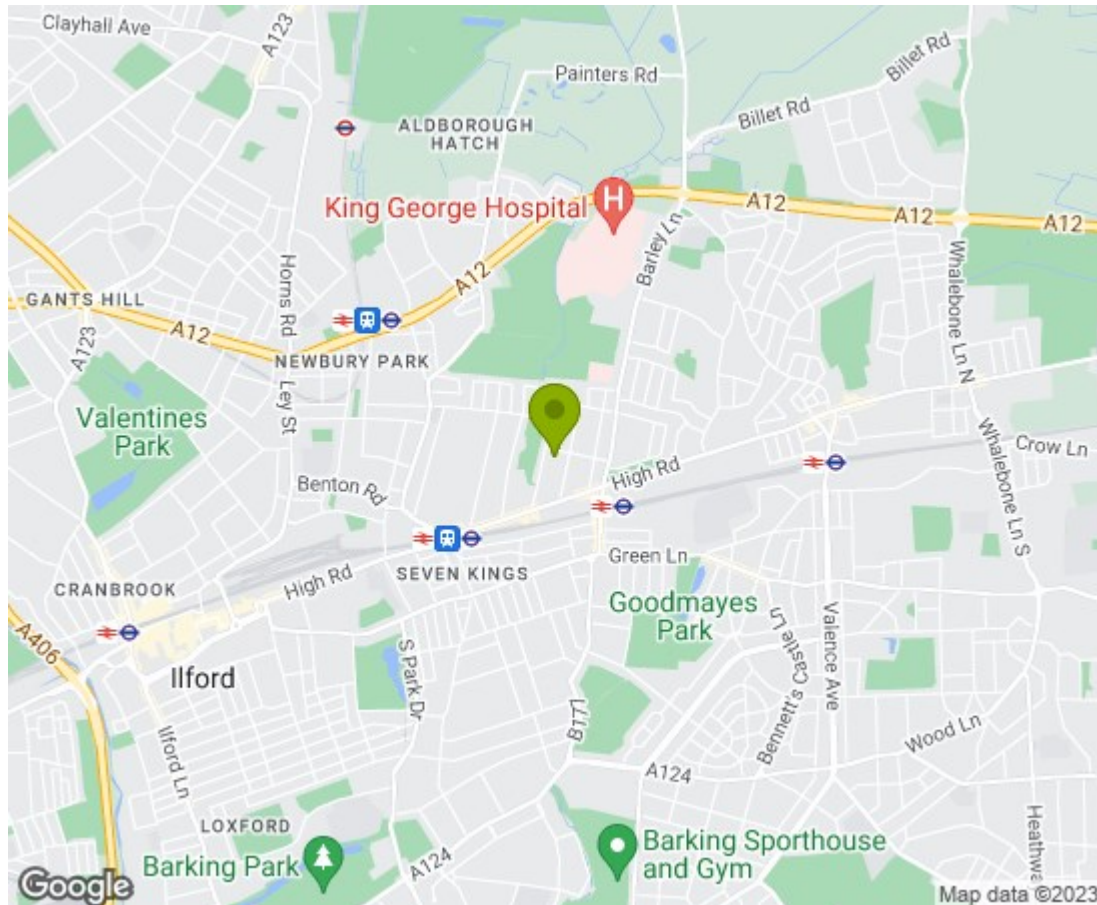 Clayhall Ave
A123
Painters Rd
Billet Rd
Billet Rd
ALDBOROUGH
HATCH
King George Hospital
H
A12
A12
A12
Barley Ln
Horns Rd
A12
Whalebone Ln N
GANTS HILL
A12
NEWBURY PARK
A123
Ley St
Valentines
Park
High Rd
Crow Ln
Whalebone Ln S
Benton Rd
SEVEN KINGS
Green Ln
CRANBROOK
High Rd
Goodmayes
Park
A406
Ilford
S Park Dr
Bennett's Castle Ln
Valence Ave
B177
Wood Ln
Ilford Ln
A124
LOXFORD
Barking Park
A124
Barking Sporthouse
and Gym
Heathwa
Google
Map data ©2023